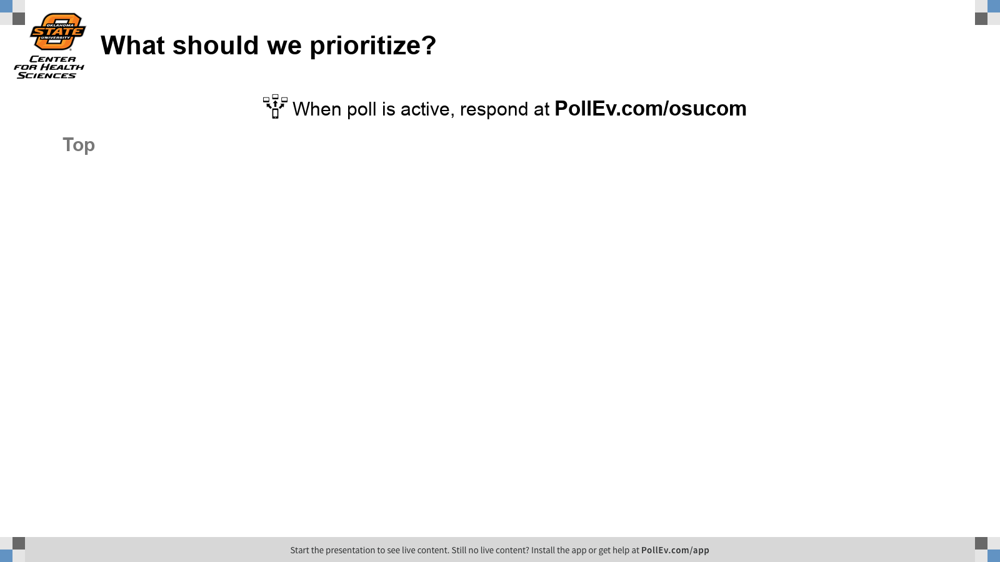 OKLAHOMA
STATE
UNIVERSITY
CENTER
FOR HEALTH
SCIENCES
What should we prioritize?
When poll is active, respond at PollEv.com/osucom
Top
Start the presentation to see live content. Still no live content? Install the app or get help at PollEv.com/app